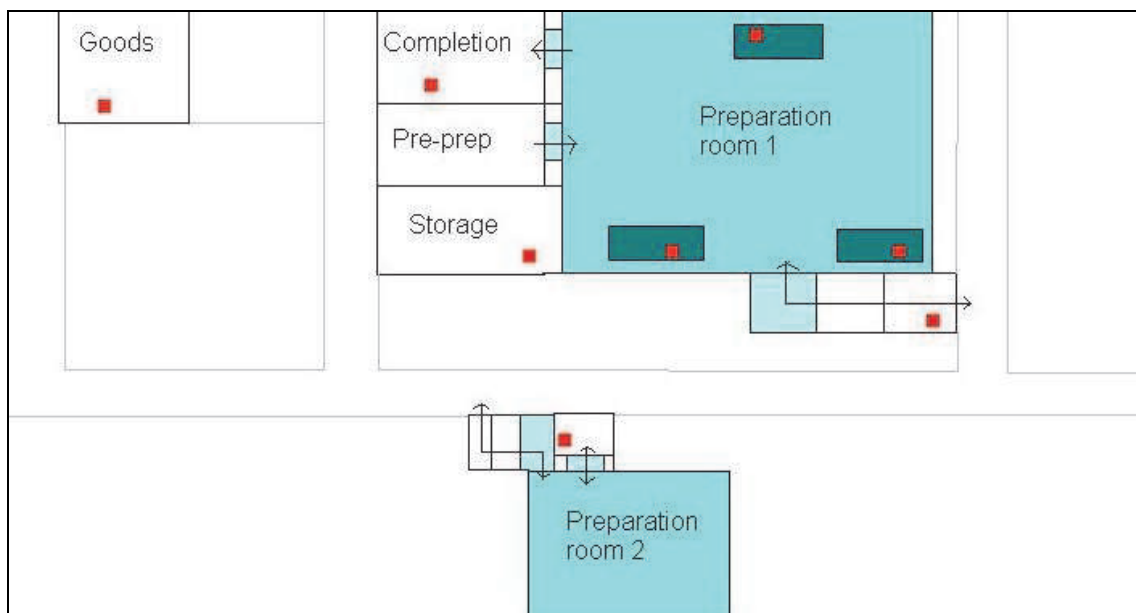 Goods
Completion
Pre-prep
Storage
Preparation
room 1
Preparation
room 2